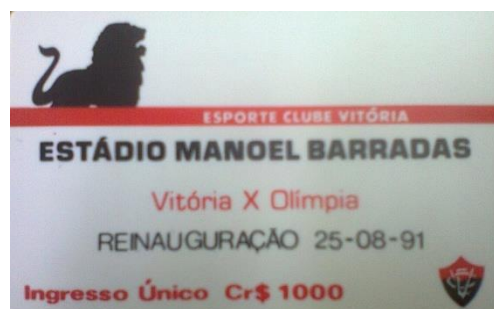 ESPORTE CLUBE VITÓRIA
ESTÁDIO MANOEL BARRADAS
Vitória X Olímpia
REINAUGURAÇÃO 25-08-91
Ingresso Único Cr$ 1000